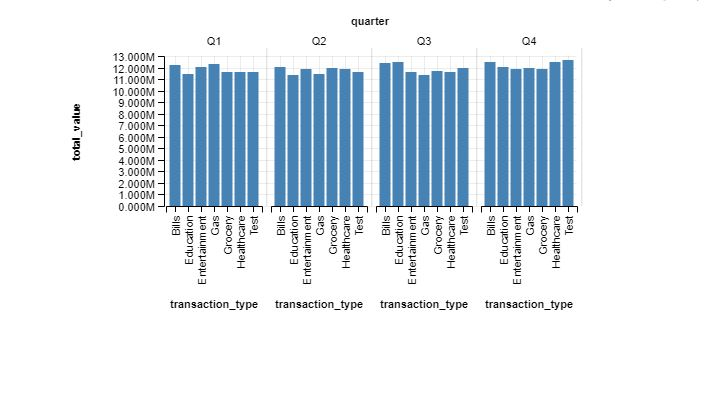 quarter
Q1 Q2 Q3 Q4
13.000M
12.000M
11.000M
10.000M
9.000M
8.000M
7.000M
6.000M
5.000M
4.000M
3.000M
2.000M
1.000M
0.000M
total_value
Bills Education Entertainment Gas Grocery Healthcare Test
Bills Education Entertainment Gas Grocery Healthcare Test
Bills Education Entertainment Gas Grocery Healthcare Test
Bills Education Entertainment Gas Grocery Healthcare Test
transaction_type transaction_type transaction_type transaction_type